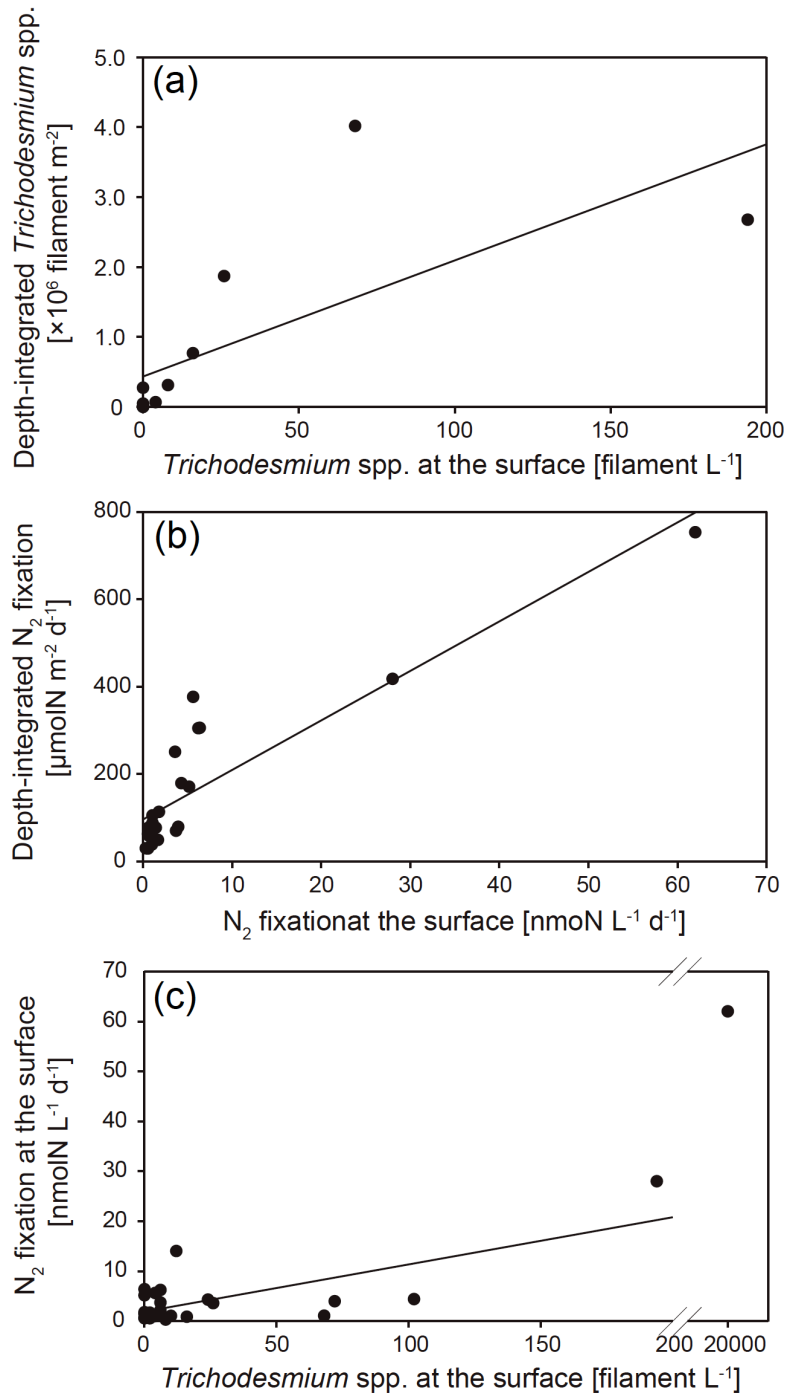 (a)
Depth-integrated Trichodesmium spp.
[×10⁶ filament m⁻²]
5.0
4.0
3.0
2.0
1.0
0
0 50 100 150 200
Trichodesmium spp. at the surface [filament L⁻¹]
(b)
Depth-integrated N₂ fixation
[µmolN m⁻² d⁻¹]
800
600
400
200
0
0 10 20 30 40 50 60 70
N₂ fixationat the surface [nmoN L⁻¹ d⁻¹]
(c)
N₂ fixation at the surface
[nmolN L⁻¹ d⁻¹]
70
60
50
40
30
20
10
0
0 50 100 150 200 20000
Trichodesmium spp. at the surface [filament L⁻¹]